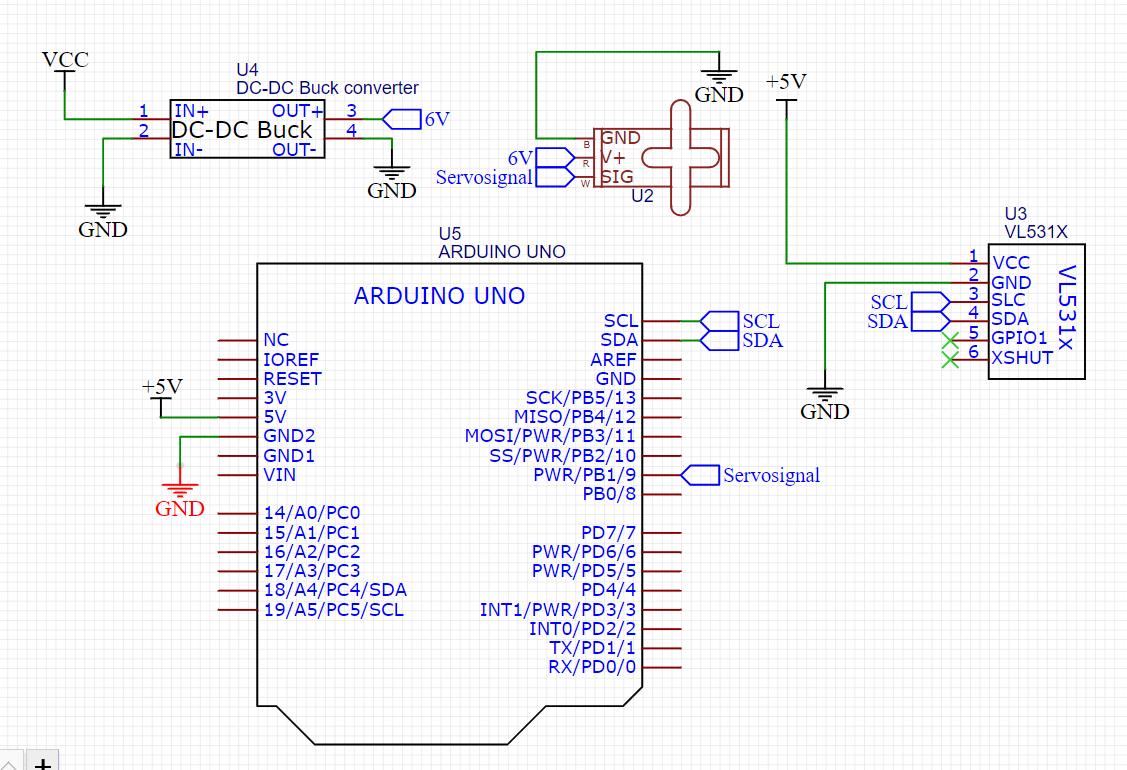 VCC
U4
DC-DC Buck converter
1 IN+ OUT+ 3
DC-DC Buck
2 IN- OUT- 4
6V
GND
GND
GND
B GND
6V R V+
Servosignal W SIG
U2
+5V
U3
VL531X
1 VCC
2 GND
SCL 3 SLC
SDA 4 SDA
5 GPIO1
6 XSHUT
VL531x
GND
U5
ARDUINO UNO
ARDUINO UNO
NC
IOREF
RESET
3V
+5V
5V
GND2
GND1
VIN
GND
14/A0/PC0
15/A1/PC1
16/A2/PC2
17/A3/PC3
18/A4/PC4/SDA
19/A5/PC5/SCL
SCL SCL
SDA SDA
AREF
GND
SCK/PB5/13
MISO/PB4/12
MOSI/PWR/PB3/11
SS/PWR/PB2/10
PWR/PB1/9 Servosignal
PB0/8
PD7/7
PWR/PD6/6
PWR/PD5/5
PD4/4
INT1/PWR/PD3/3
INT0/PD2/2
TX/PD1/1
RX/PD0/0